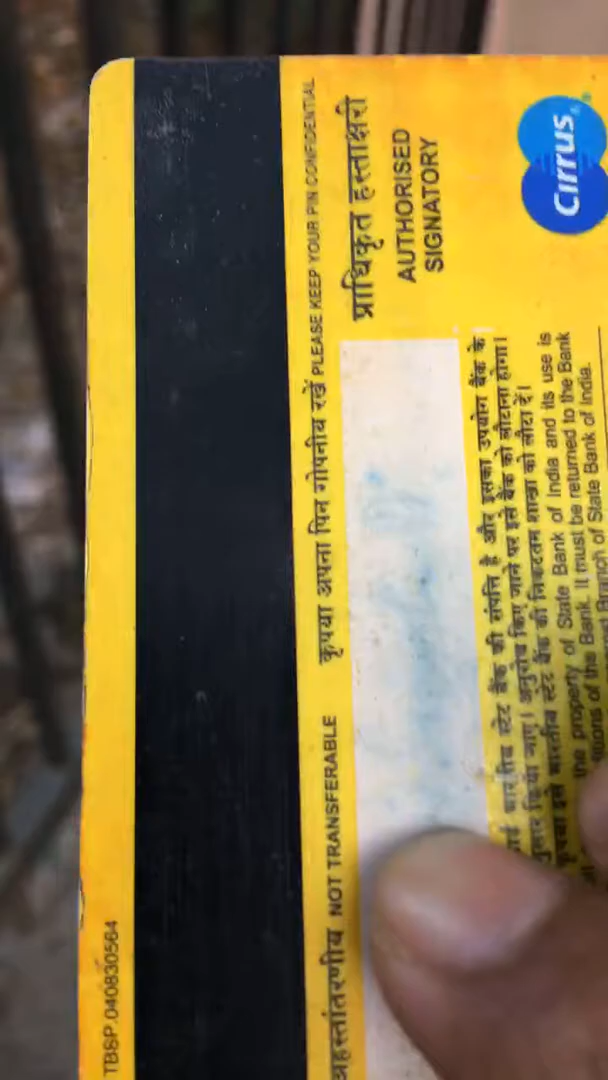 TBSP.040830564
अहस्तांतरणीय NOT TRANSFERABLE कृपया अपना पिन गोपनीय रखें PLEASE KEEP YOUR PIN CONFIDENTIAL
प्राधिकृत हस्ताक्षरी
AUTHORISED
SIGNATORY
Cirrus
भारतीय स्टेट बैंक की संपत्ति है और इसका उपयोग बैंक के
किया जाए। अनुरोध किए जाने पर इसे बैंक को लौटाना होगा।
कृपया इसे भारतीय स्टेट बैंक की निकटतम शाखा को लौटा दें।
the property of State Bank of India and its use is
of the Bank. It must be returned to the Bank
Branch of State Bank of India.